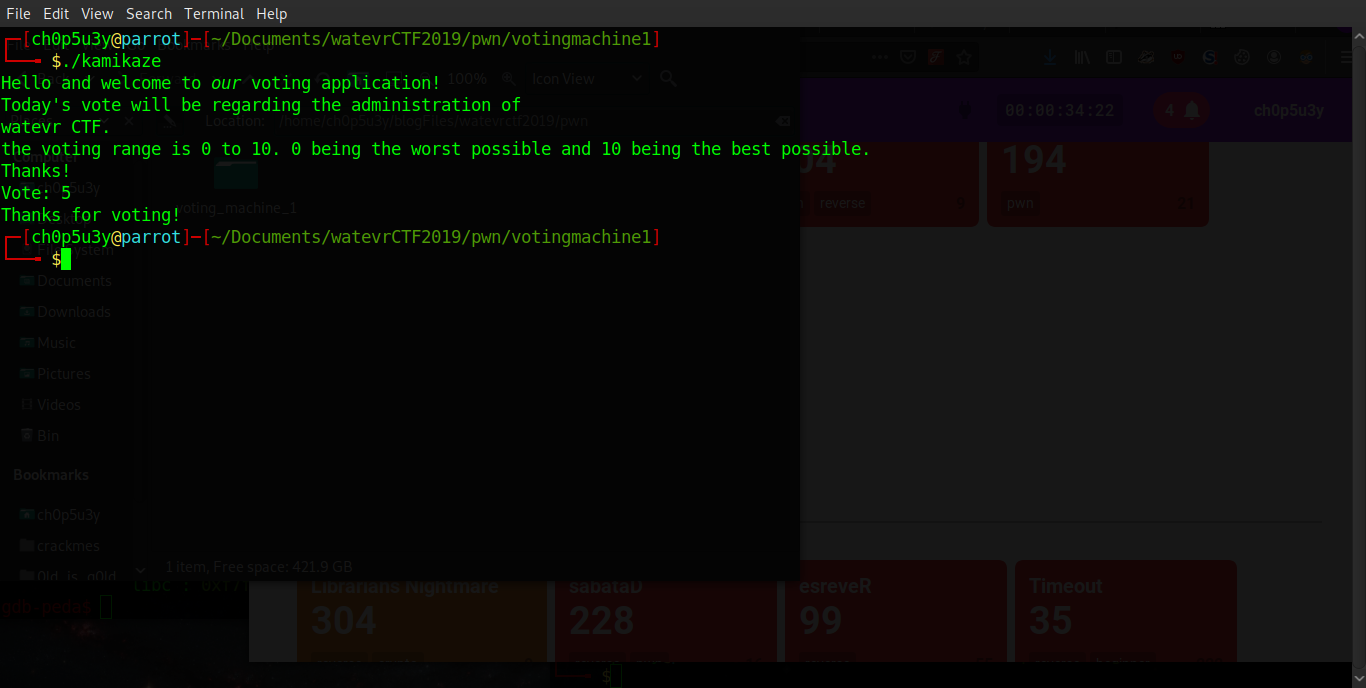 File Edit View Search Terminal Help
┌─[ch0p5u3y@parrot]─[~/Documents/watevrCTF2019/pwn/votingmachine1]
└──╼ $./kamikaze
Hello and welcome to our voting application!
Today's vote will be regarding the administration of
watevr CTF.
the voting range is 0 to 10. 0 being the worst possible and 10 being the best possible.
Thanks!
Vote: 5
Thanks for voting!
┌─[ch0p5u3y@parrot]─[~/Documents/watevrCTF2019/pwn/votingmachine1]
└──╼ $
100% Icon View
Location: /home/ch0p5u3y/blogFiles/watevrctf2019/pwn
voting_machine_1
Documents
Downloads
Music
Pictures
Videos
Bin
Bookmarks
ch0p5u3y
crackmes
0ld_is_g0ld
1 item, Free space: 421.9 GB
gdb-peda$
00:00:34:22 4 ch0p5u3y
194
reverse
pwn
Librarians Nightmare
304
sabataD
228
esreveR
99
Timeout
35
$